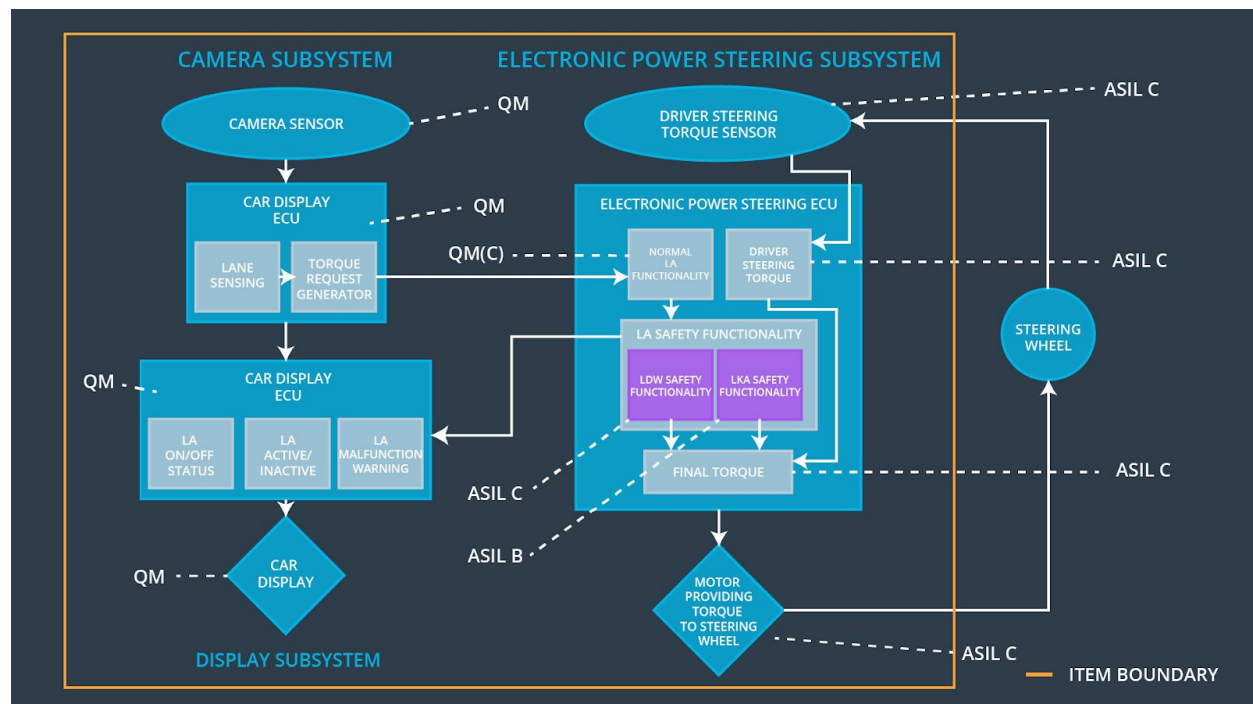 CAMERA SUBSYSTEM
ELECTRONIC POWER STEERING SUBSYSTEM
CAMERA SENSOR
QM
DRIVER STEERING
TORQUE SENSOR
ASIL C
CAR DISPLAY
ECU
QM
LANE
SENSING
TORQUE
REQUEST
GENERATOR
ELECTRONIC POWER STEERING ECU
QM(C)
NORMAL
LA
FUNCTIONALITY
DRIVER
STEERING
TORQUE
ASIL C
LA SAFETY FUNCTIONALITY
LDW SAFETY
FUNCTIONALITY
LKA SAFETY
FUNCTIONALITY
STEERING
WHEEL
QM
CAR DISPLAY
ECU
LA
ON/OFF
STATUS
LA
ACTIVE/
INACTIVE
LA
MALFUNCTION
WARNING
FINAL TORQUE
ASIL C
ASIL C
ASIL B
QM
CAR
DISPLAY
MOTOR
PROVIDING
TORQUE
TO STEERING
WHEEL
ASIL C
DISPLAY SUBSYSTEM
ITEM BOUNDARY